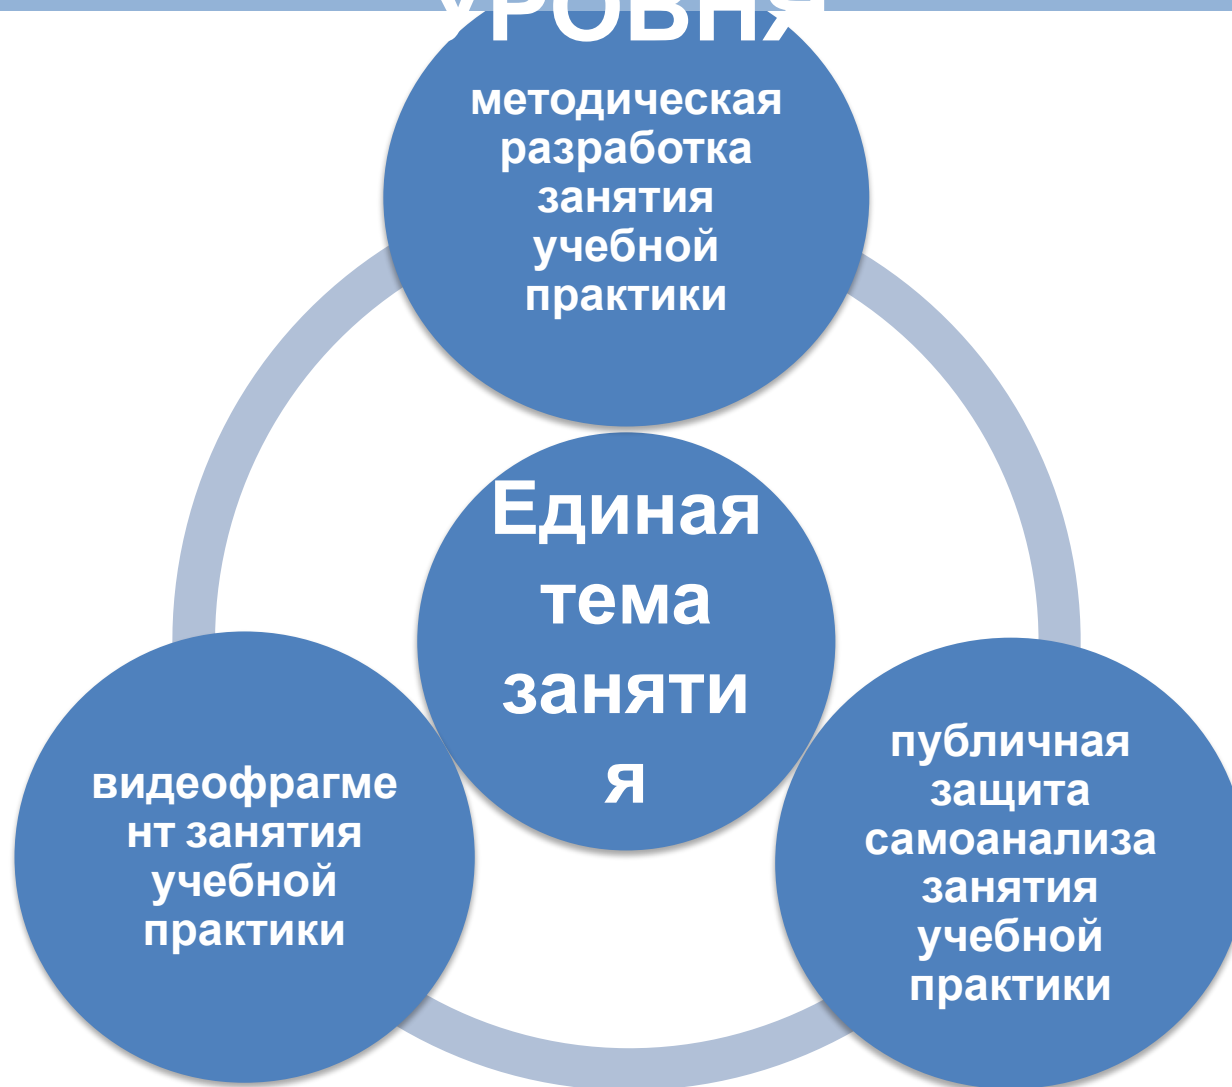 УРОВНЯ
методическая
разработка
занятия
учебной
практики
Единая
тема
заняти
я
видеофрагме
нт занятия
учебной
практики
публичная
защита
самоанализа
занятия
учебной
практики